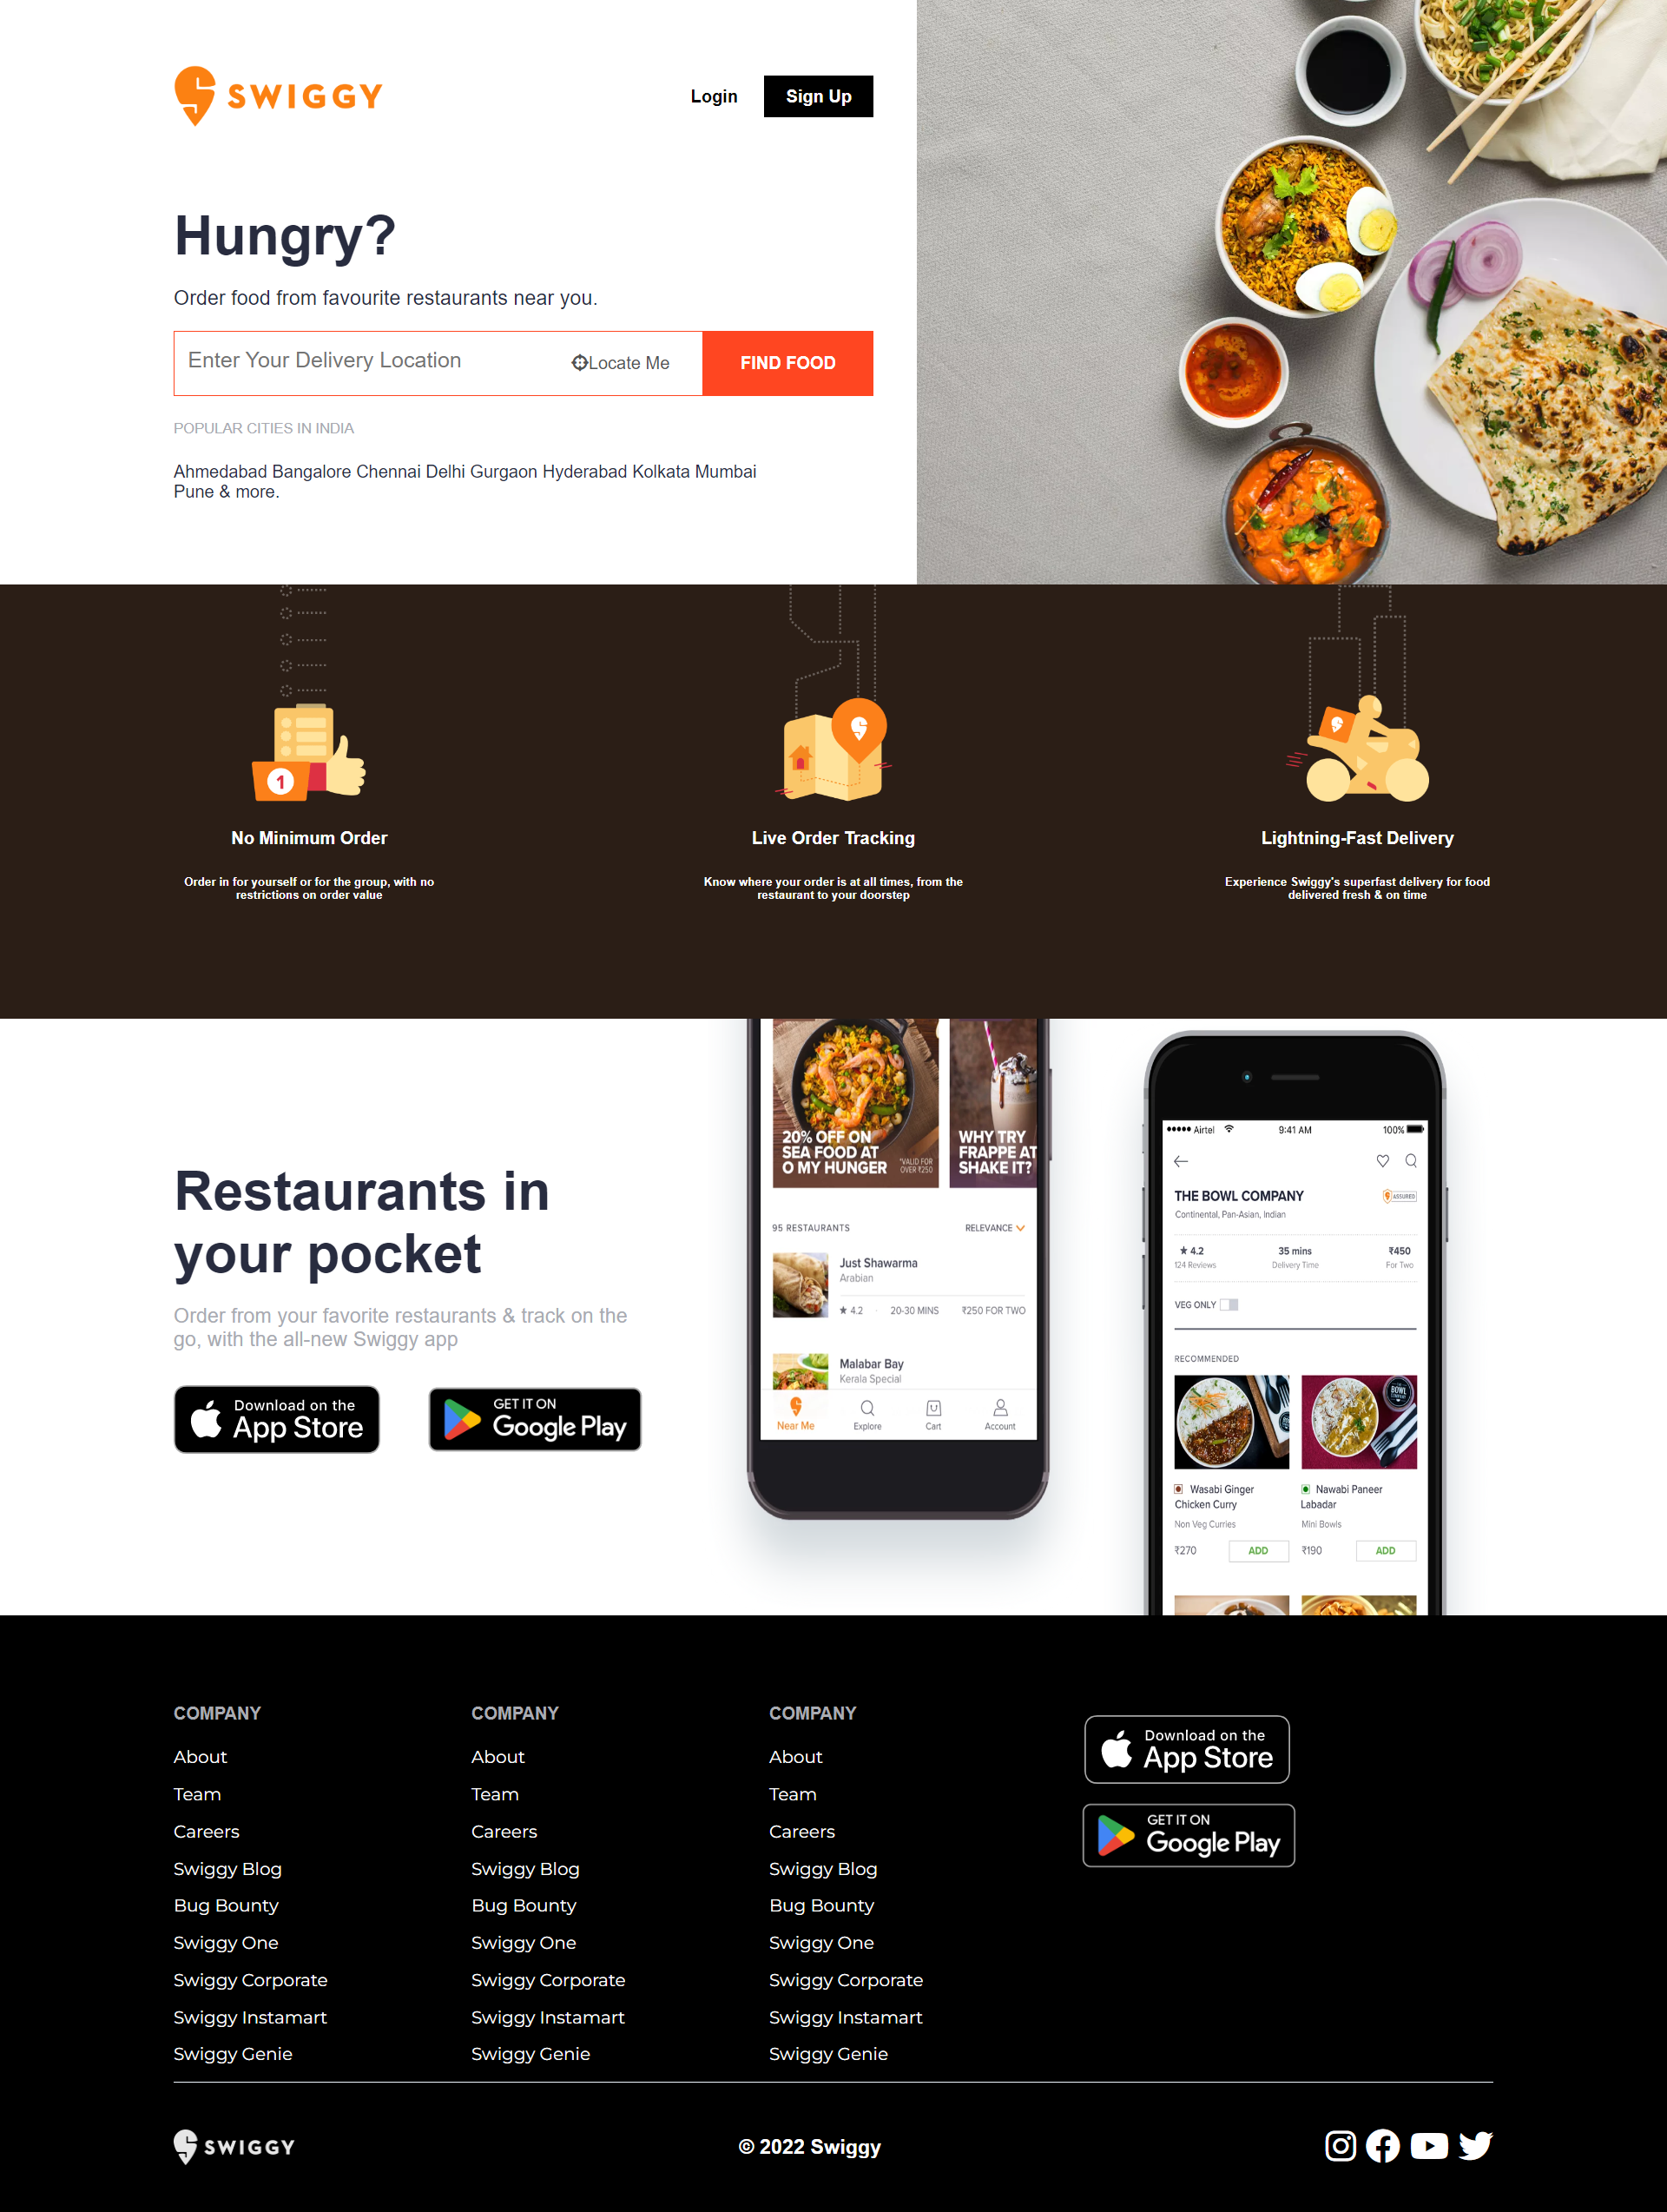 SWIGGY
Login
Sign Up
Hungry?
Order food from favourite restaurants near you.
Enter Your Delivery Location
Locate Me
FIND FOOD
POPULAR CITIES IN INDIA
Ahmedabad Bangalore Chennai Delhi Gurgaon Hyderabad Kolkata Mumbai
Pune & more.
1
No Minimum Order
Order in for yourself or for the group, with no
restrictions on order value
Live Order Tracking
Know where your order is at all times, from the
restaurant to your doorstep
Lightning-Fast Delivery
Experience Swiggy's superfast delivery for food
delivered fresh & on time
Restaurants in
your pocket
Order from your favorite restaurants & track on the
go, with the all-new Swiggy app
Download on the
App Store
GET IT ON
Google Play
20% OFF ON
SEA FOOD AT
O MY HUNGER
*VALID FOR
OVER ₹250
WHY TRY
FRAPPE AT
SHAKE IT?
95 RESTAURANTS
RELEVANCE
Just Shawarma
Arabian
★ 4.2 · 20-30 MINS ₹250 FOR TWO
Malabar Bay
Kerala Special
Near Me
Explore
Cart
Account
Airtel
9:41 AM
100%
THE BOWL COMPANY
ASSURED
Continental, Pan-Asian, Indian
★ 4.2
35 mins
₹450
124 Reviews
Delivery Time
For Two
VEG ONLY
RECOMMENDED
BOWL
Wasabi Ginger
Chicken Curry
Non Veg Curries
₹270
ADD
Nawabi Paneer
Labadar
Mini Bowls
₹190
ADD
COMPANY
About
Team
Careers
Swiggy Blog
Bug Bounty
Swiggy One
Swiggy Corporate
Swiggy Instamart
Swiggy Genie
COMPANY
About
Team
Careers
Swiggy Blog
Bug Bounty
Swiggy One
Swiggy Corporate
Swiggy Instamart
Swiggy Genie
COMPANY
About
Team
Careers
Swiggy Blog
Bug Bounty
Swiggy One
Swiggy Corporate
Swiggy Instamart
Swiggy Genie
Download on the
App Store
GET IT ON
Google Play
SWIGGY
© 2022 Swiggy